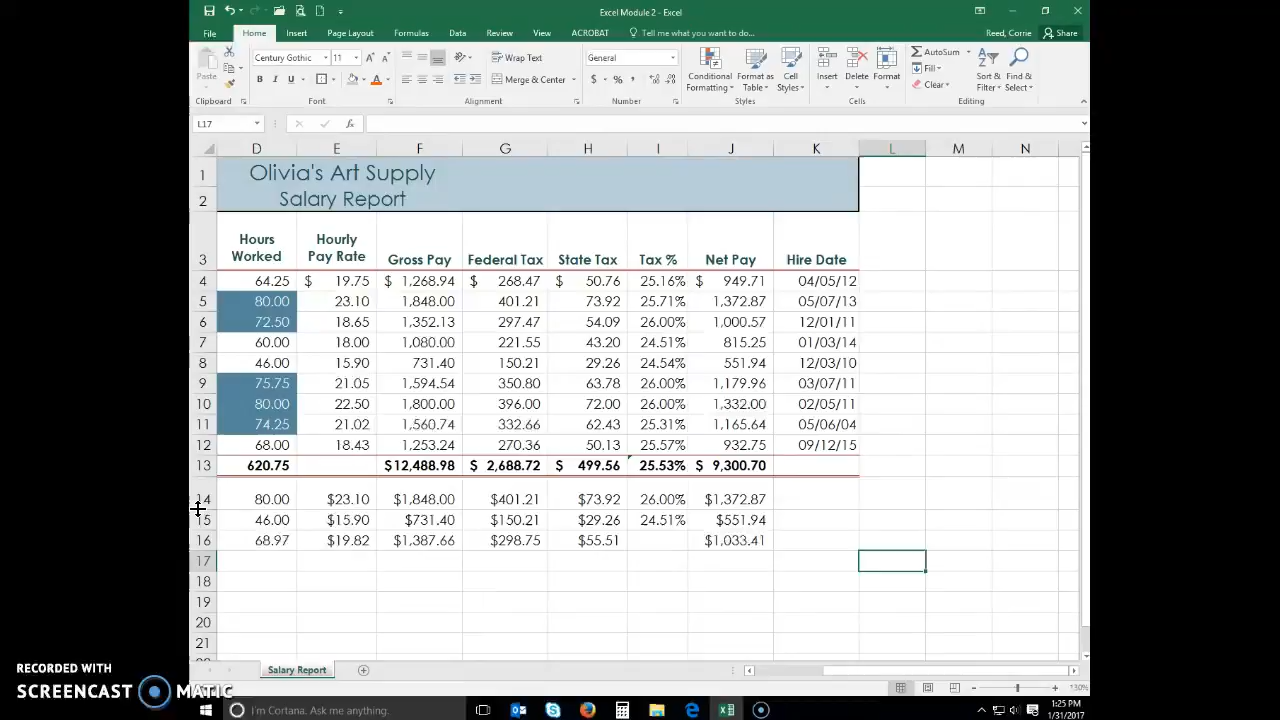 Excel Module 2 - Excel
File Home Insert Page Layout Formulas Data Review View ACROBAT Tell me what you want to do... Reed, Corrie Share
Century Gothic 11 Wrap Text General AutoSum
Paste B I U Merge & Center $ % , Conditional Formatting Format as Table Cell Styles Insert Delete Format Fill Clear Sort & Filter Find & Select
Clipboard Font Alignment Number Styles Cells Editing
L17 fx
D E F G H I J K L M N
1 Olivia's Art Supply
2 Salary Report
Hours Hourly
3 Worked Pay Rate Gross Pay Federal Tax State Tax Tax % Net Pay Hire Date
4 64.25 $ 19.75 $ 1,268.94 $ 268.47 $ 50.76 25.16% $ 949.71 04/05/12
5 80.00 23.10 1,848.00 401.21 73.92 25.71% 1,372.87 05/07/13
6 72.50 18.65 1,352.13 297.47 54.09 26.00% 1,000.57 12/01/11
7 60.00 18.00 1,080.00 221.55 43.20 24.51% 815.25 01/03/14
8 46.00 15.90 731.40 150.21 29.26 24.54% 551.94 12/03/10
9 75.75 21.05 1,594.54 350.80 63.78 26.00% 1,179.96 03/07/11
10 80.00 22.50 1,800.00 396.00 72.00 26.00% 1,332.00 02/05/11
11 74.25 21.02 1,560.74 332.66 62.43 25.31% 1,165.64 05/06/04
12 68.00 18.43 1,253.24 270.36 50.13 25.57% 932.75 09/12/15
13 620.75 $12,488.98 $ 2,688.72 $ 499.56 25.53% $ 9,300.70
14 80.00 $23.10 $1,848.00 $401.21 $73.92 26.00% $1,372.87
15 46.00 $15.90 $731.40 $150.21 $29.26 24.51% $551.94
16 68.97 $19.82 $1,387.66 $298.75 $55.51 $1,033.41
17
18
19
20
21
Salary Report
130%
RECORDED WITH
SCREENCAST MATIC
I'm Cortana. Ask me anything.
1:25 PM
1/31/2017